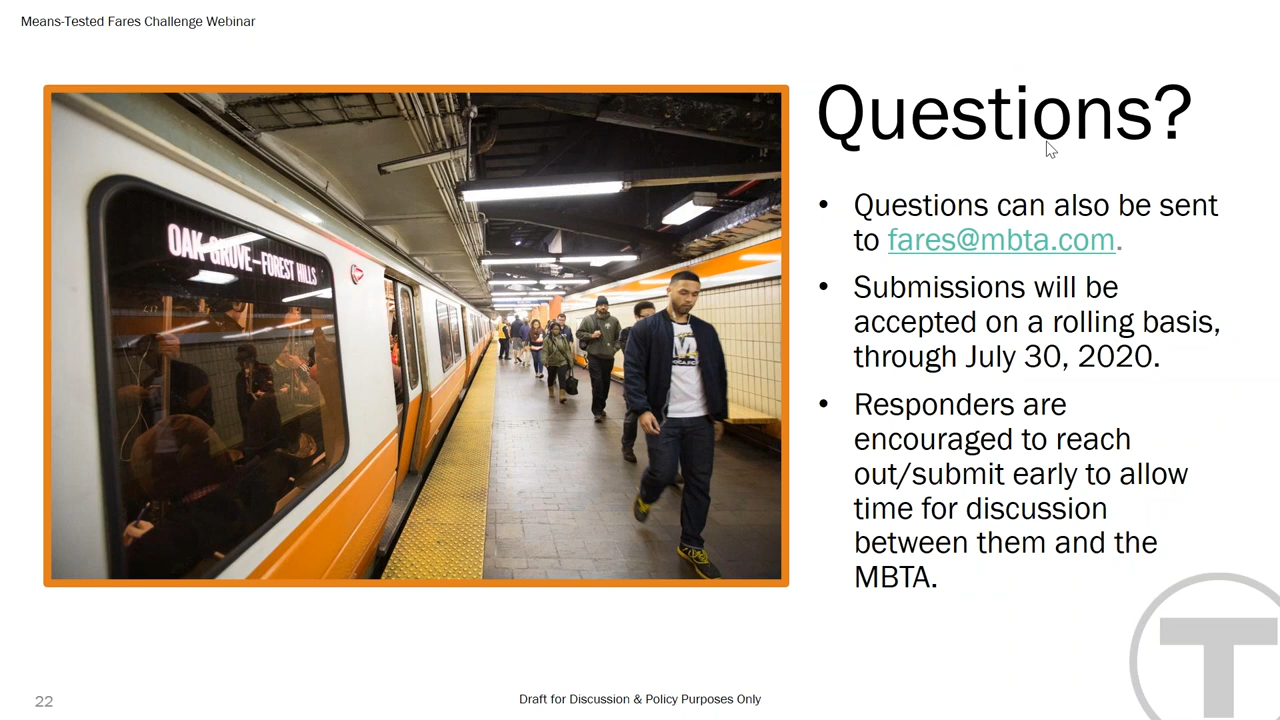 Means-Tested Fares Challenge Webinar
OAK GROVE–FOREST HILLS
Questions?
• Questions can also be sent
to fares@mbta.com.
• Submissions will be
accepted on a rolling basis,
through July 30, 2020.
• Responders are
encouraged to reach
out/submit early to allow
time for discussion
between them and the
MBTA.
T
22
Draft for Discussion & Policy Purposes Only